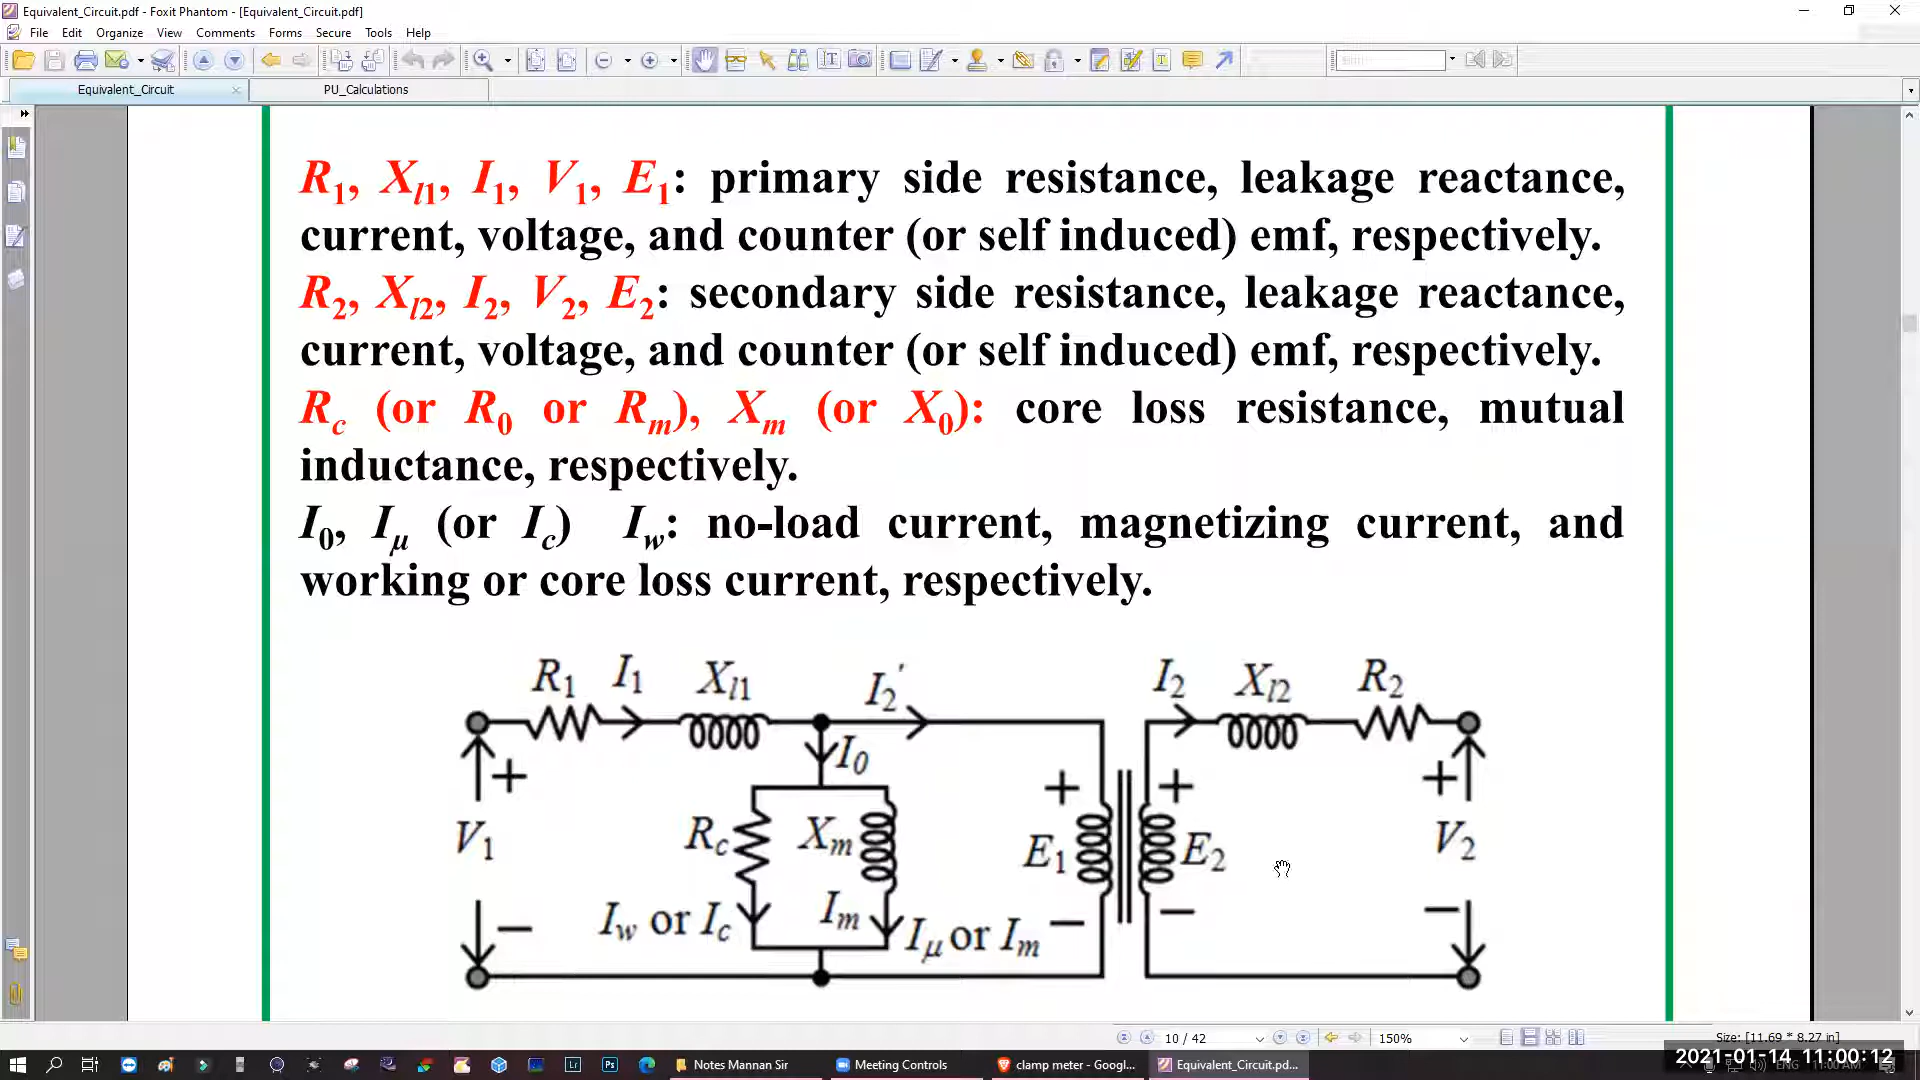 Equivalent_Circuit.pdf - Foxit Phantom - [Equivalent_Circuit.pdf]
File Edit Organize View Comments Forms Secure Tools Help
Equivalent_Circuit PU_Calculations
R1, Xl1, I1, V1, E1: primary side resistance, leakage reactance,
current, voltage, and counter (or self induced) emf, respectively.
R2, Xl2, I2, V2, E2: secondary side resistance, leakage reactance,
current, voltage, and counter (or self induced) emf, respectively.
Rc (or R0 or Rm), Xm (or X0): core loss resistance, mutual
inductance, respectively.
I0, Iμ (or Ic) Iw: no-load current, magnetizing current, and
working or core loss current, respectively.
R1 I1 Xl1 I2′ I2 Xl2 R2
I0
+ + + +
V1 Rc Xm E1 E2 V2
Iw or Ic Im Iμ or Im
− − − −
10 / 42 150% Size: [11.69 * 8.27 in]
Notes Mannan Sir Meeting Controls clamp meter - Googl... Equivalent_Circuit.pd...
2021-01-14 11:00:12
ENG 11:00 AM